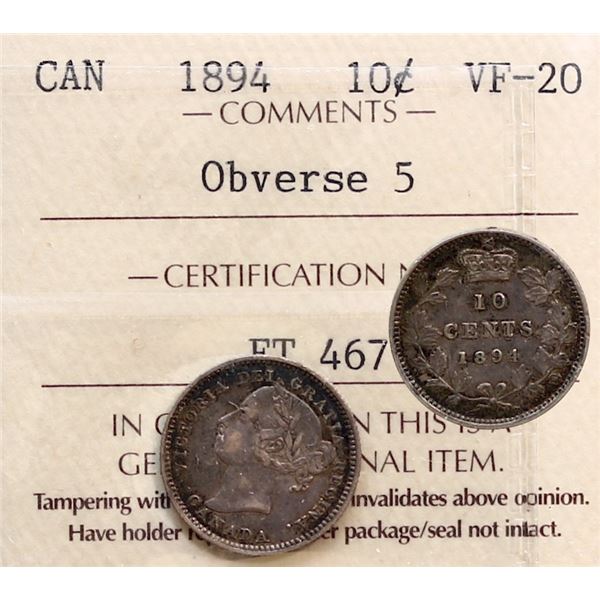 CAN 1894 10¢ VF-20
— COMMENTS —
Obverse 5
— CERTIFICATION N
ET 467
10
CENTS
1894
VICTORIA DEI GRATIA REGINA
CANADA
IN THIS IS A
GE NAL ITEM.
Tampering with invalidates above opinion.
Have holder package/seal not intact.